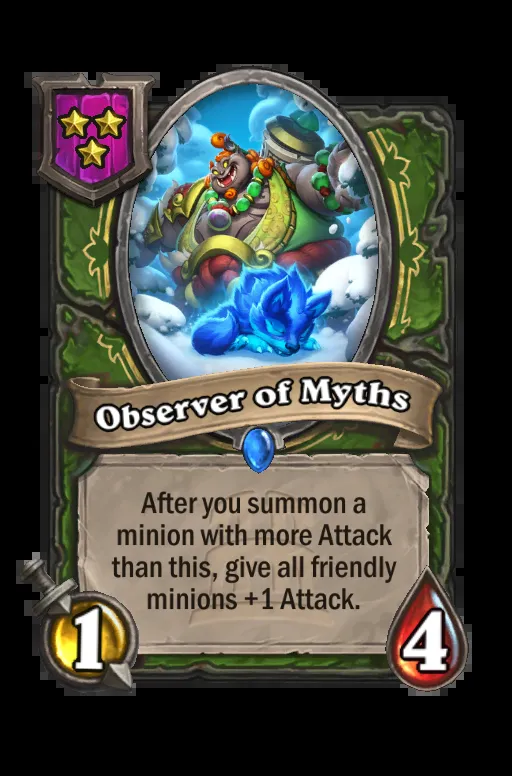 Observer of Myths
After you summon a
minion with more Attack
than this, give all friendly
minions +1 Attack.
1
4